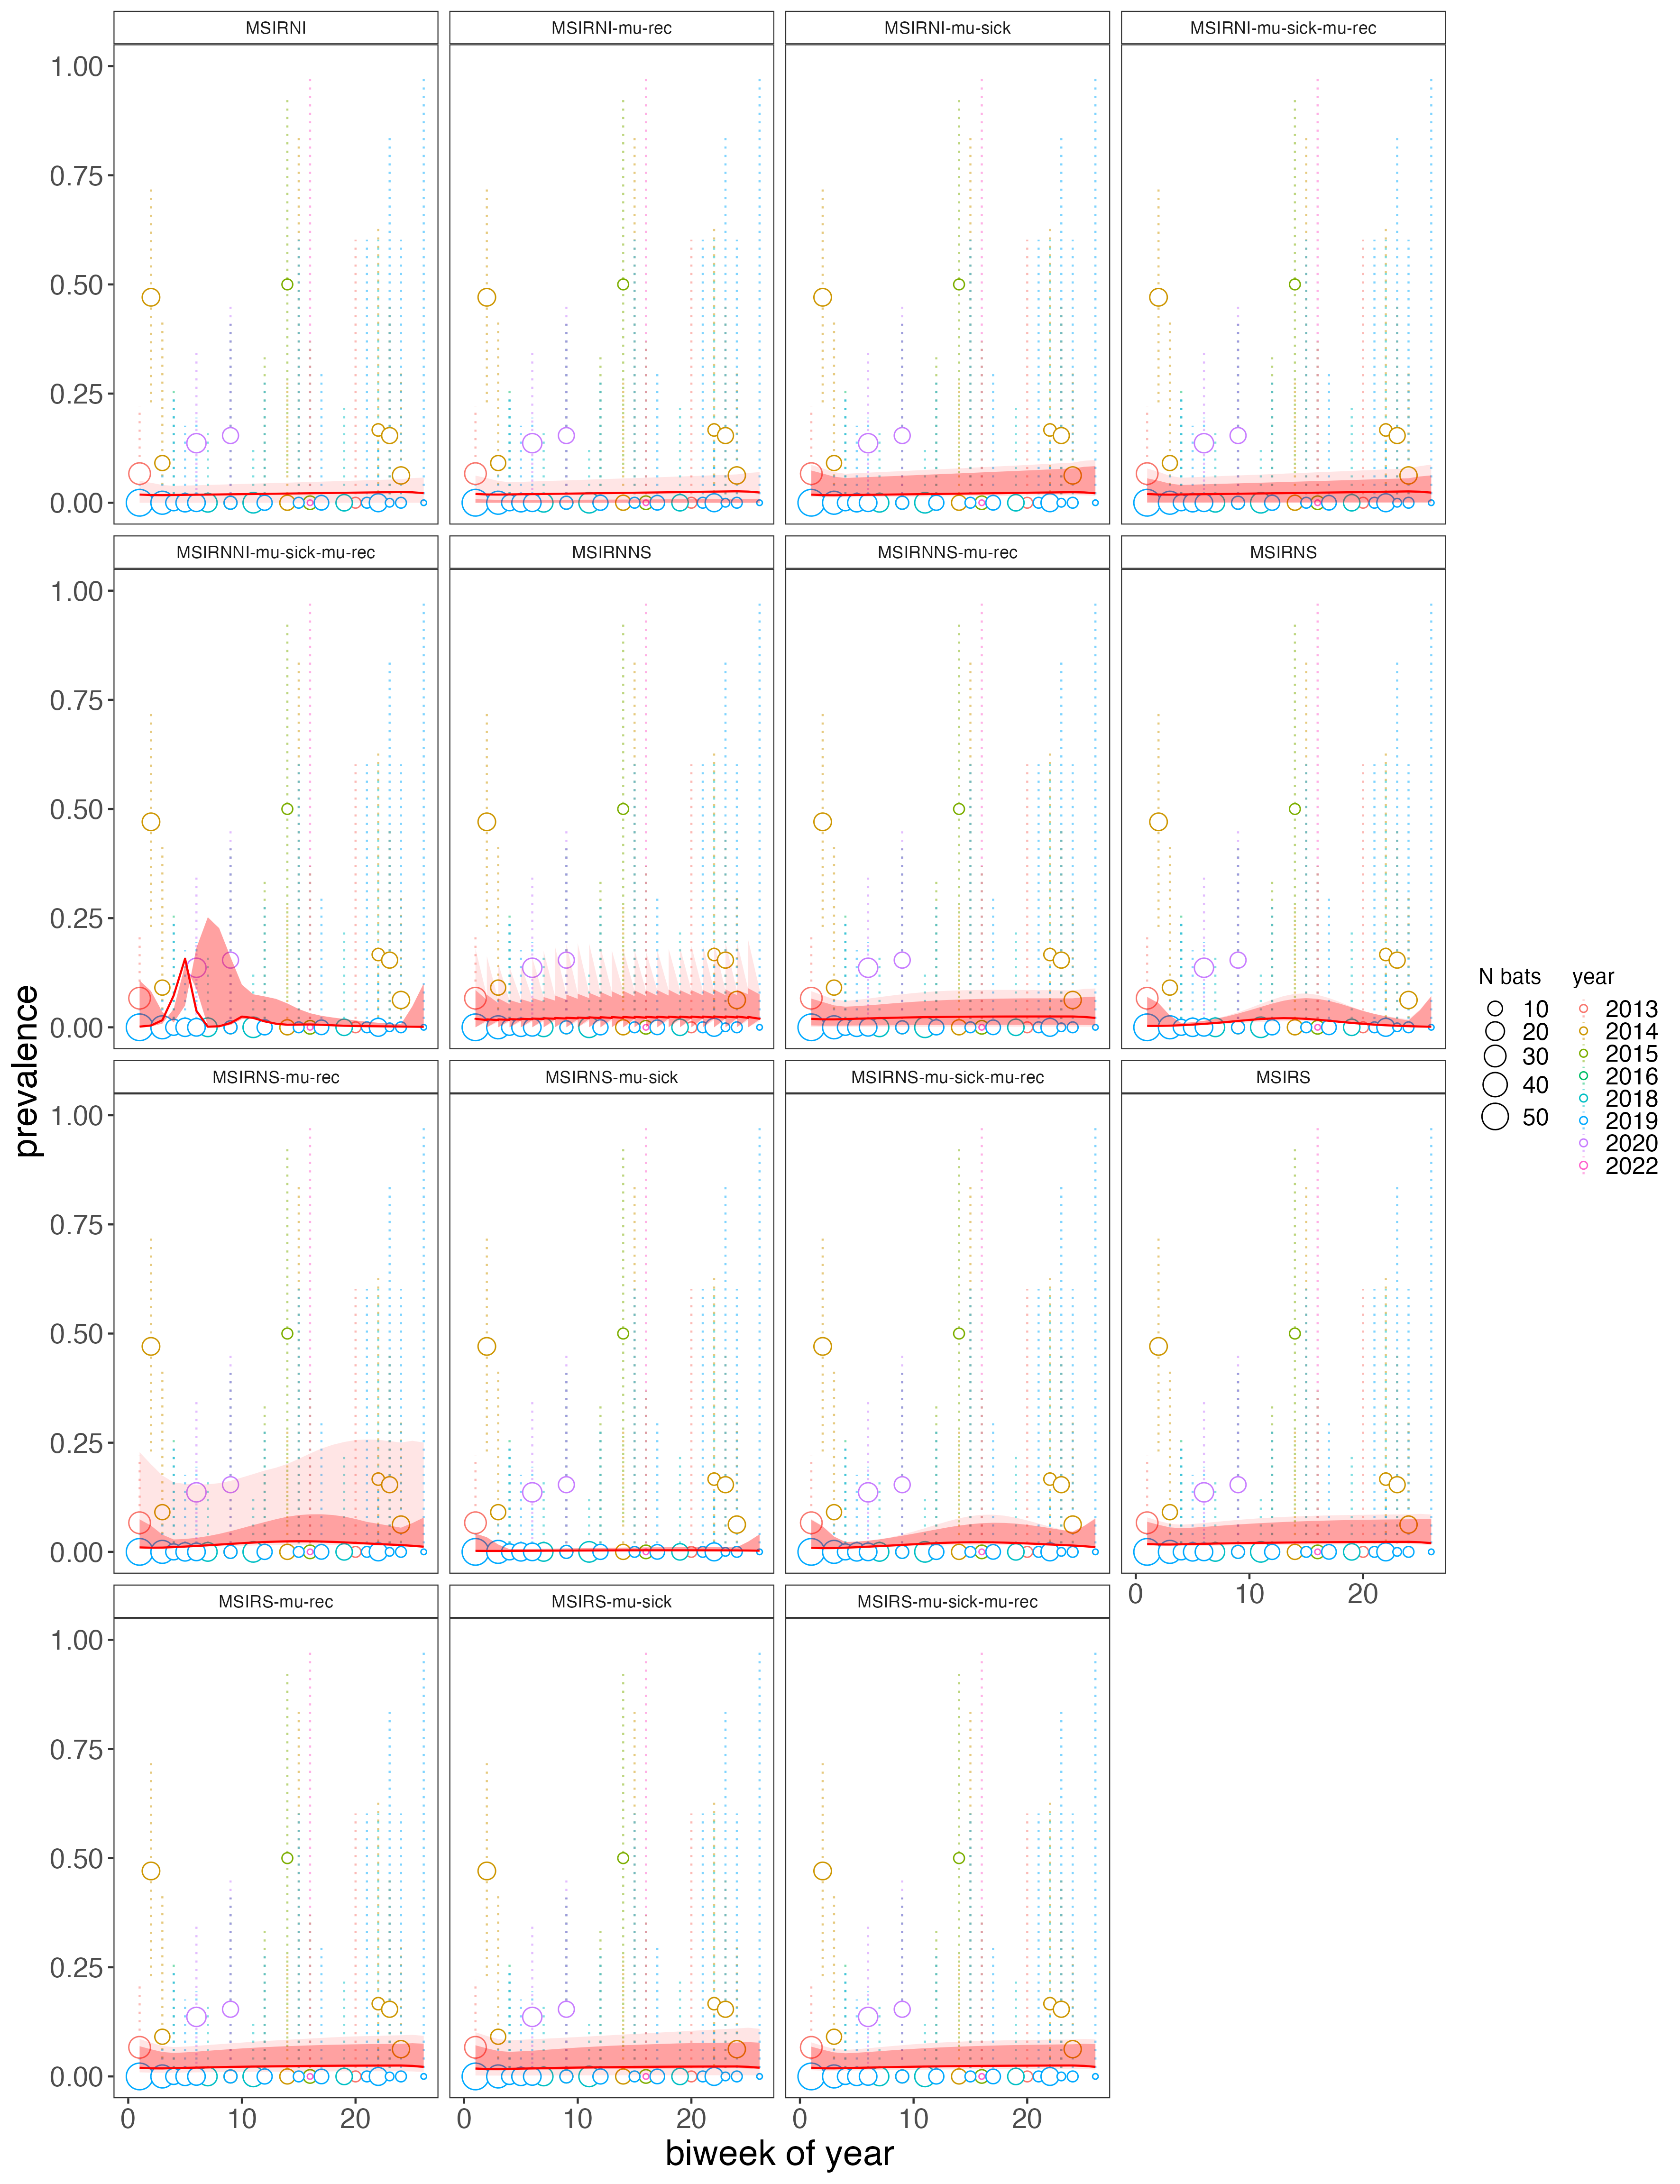 MSIRNI
MSIRNI-mu-rec
MSIRNI-mu-sick
MSIRNI-mu-sick-mu-rec
1.00
0.75
0.50
0.25
0.00
MSIRNNI-mu-sick-mu-rec
MSIRNNS
MSIRNNS-mu-rec
MSIRNS
1.00
0.75
0.50
0.25
0.00
MSIRNS-mu-rec
MSIRNS-mu-sick
MSIRNS-mu-sick-mu-rec
MSIRS
1.00
0.75
0.50
0.25
0.00
0 10 20
MSIRS-mu-rec
MSIRS-mu-sick
MSIRS-mu-sick-mu-rec
1.00
0.75
0.50
0.25
0.00
0 10 20
0 10 20
0 10 20
biweek of year
prevalence
N bats
10
20
30
40
50
year
2013
2014
2015
2016
2018
2019
2020
2022